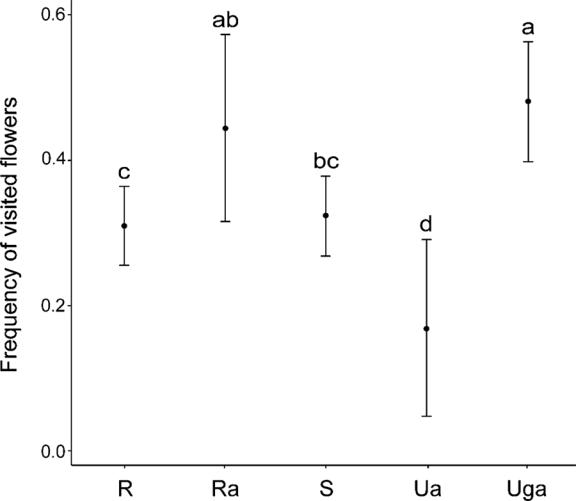 Frequency of visited flowers
0.6
0.4
0.2
0.0
c
ab
bc
d
a
R Ra S Ua Uga